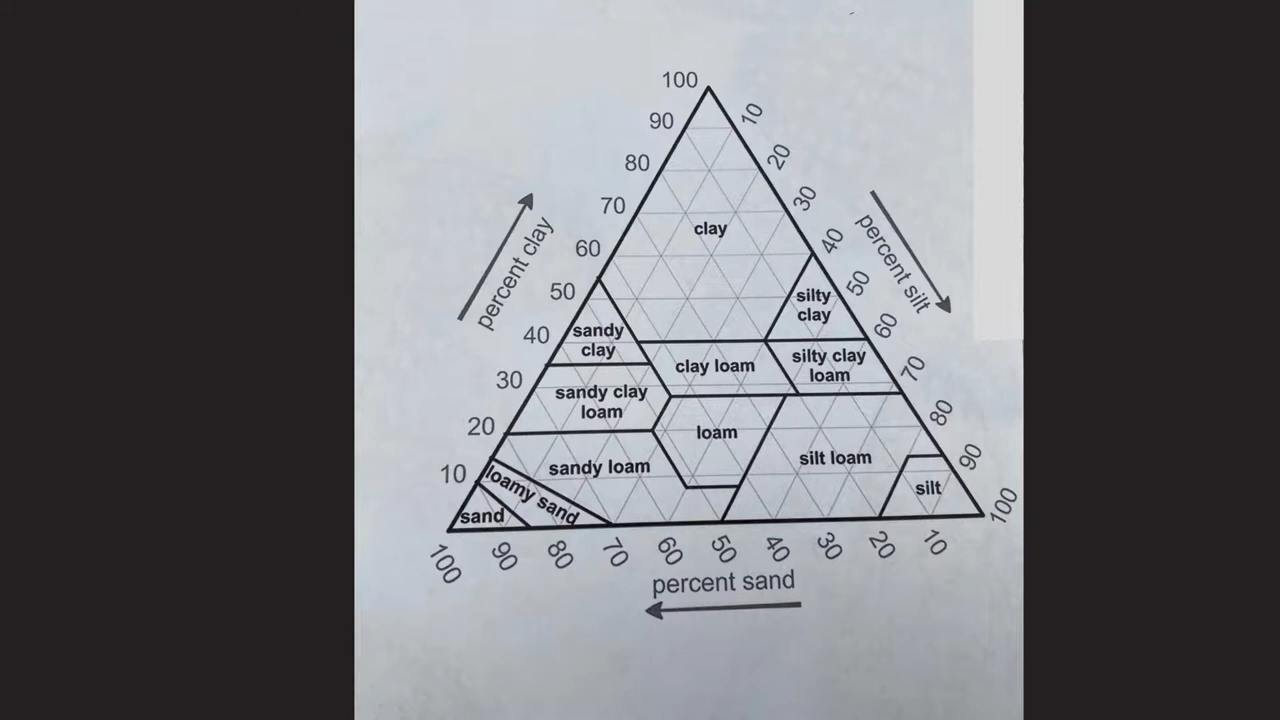 100
90
10
80
20
70
30
percent clay
clay
percent silt
60
40
50
silty
clay
50
40
sandy
clay
60
30
sandy clay
loam
clay loam
silty clay
loam
70
20
loam
80
10
sandy loam
silt loam
90
loamy sand
silt
sand
100
100
90
80
70
60
50
40
30
20
10
percent sand